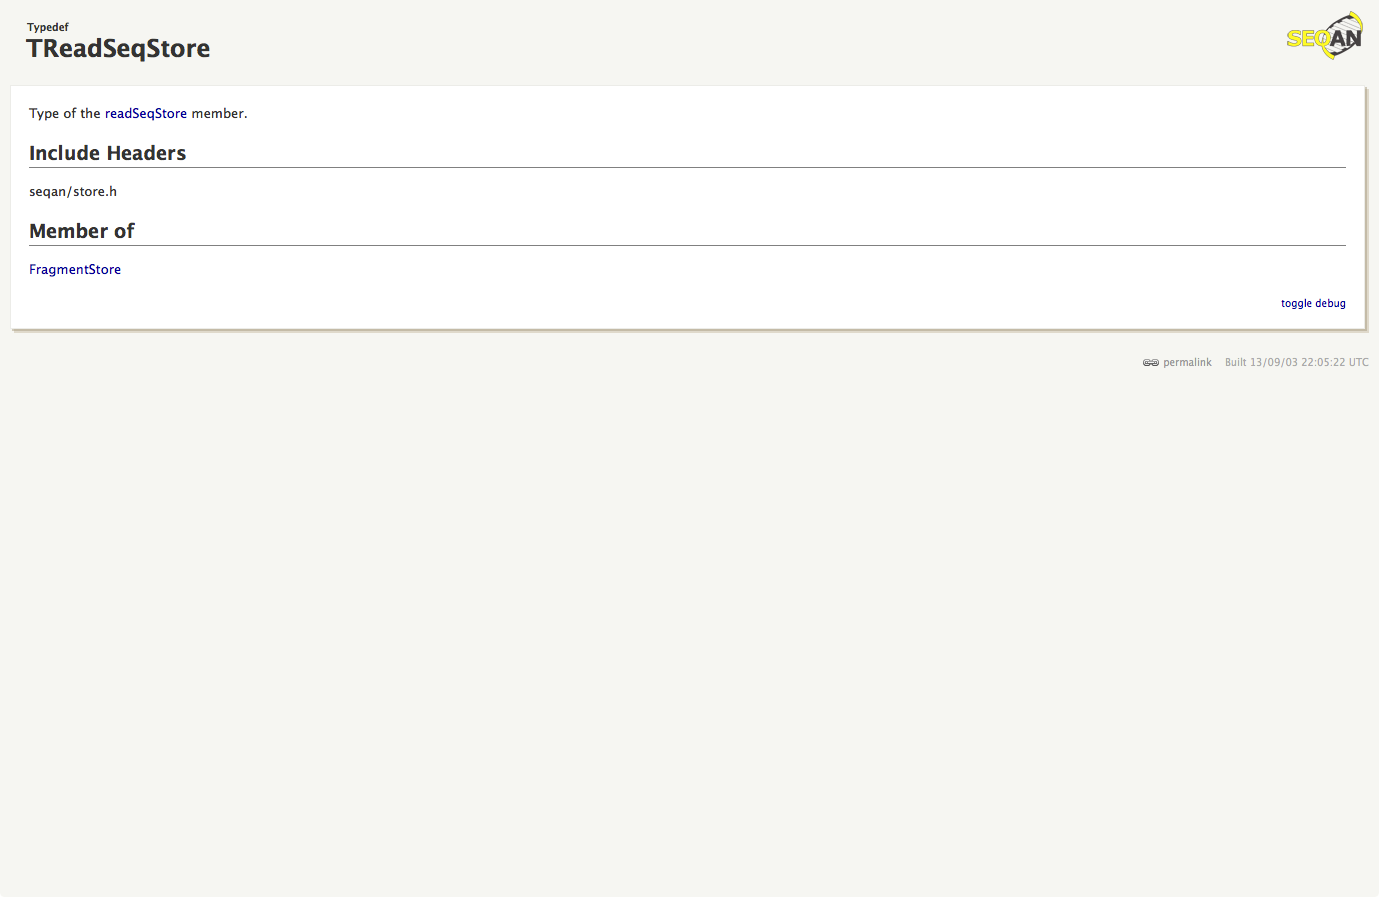 Typedef
TReadSeqStore
SEQAN
Type of the readSeqStore member.
Include Headers
seqan/store.h
Member of
FragmentStore
toggle debug
permalink Built 13/09/03 22:05:22 UTC